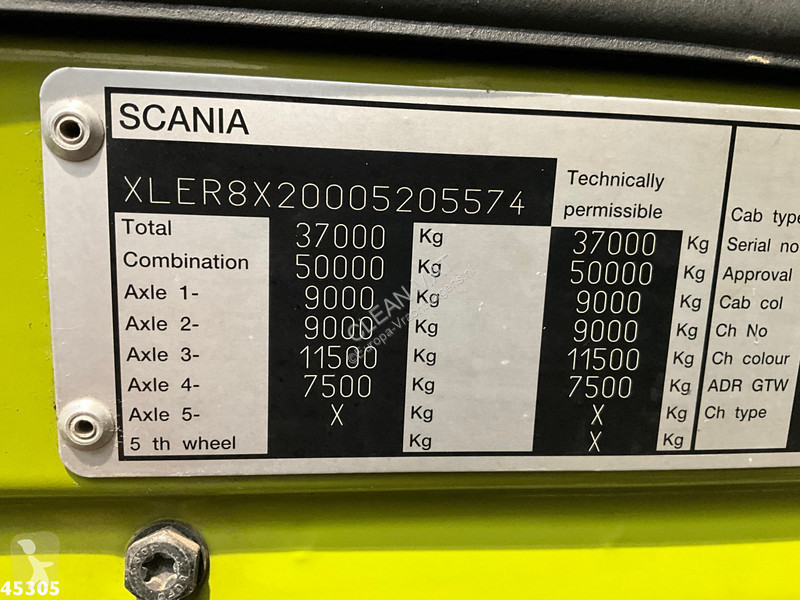 SCANIA
XLER8X20005205574
Technically
permissible
Total 37000 Kg 37000 Kg
Combination 50000 Kg 50000 Kg
Axle 1- 9000 Kg 9000 Kg
Axle 2- 9000 Kg 9000 Kg
Axle 3- 11500 Kg 11500 Kg
Axle 4- 7500 Kg 7500 Kg
Axle 5- X Kg X Kg
5 th wheel Kg X Kg
Cab type
Serial no
Approval
Cab col
Ch No
Ch colour
ADR GTW
Ch type
45305